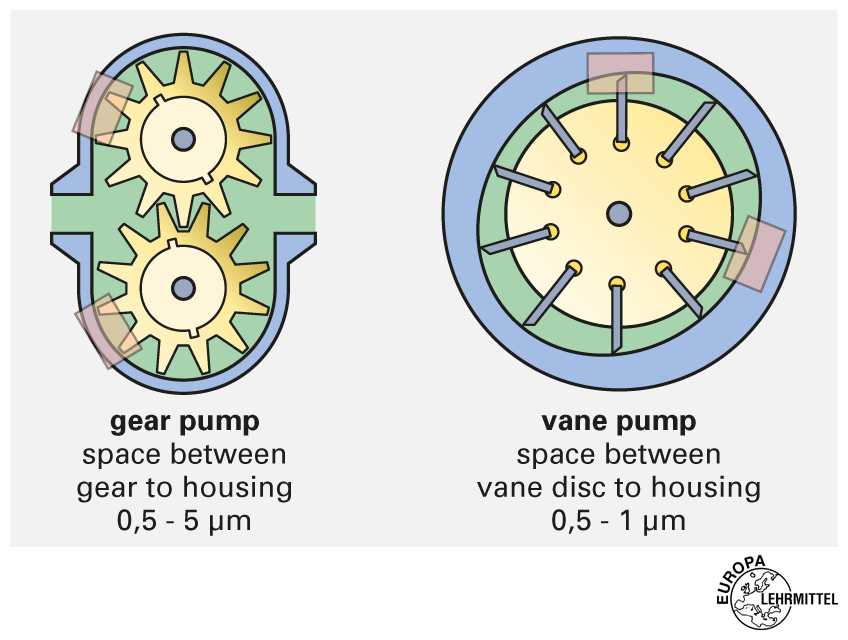 gear pump
space between
gear to housing
0,5 - 5 µm
vane pump
space between
vane disc to housing
0,5 - 1 µm
EUROPA
LEHRMITTEL